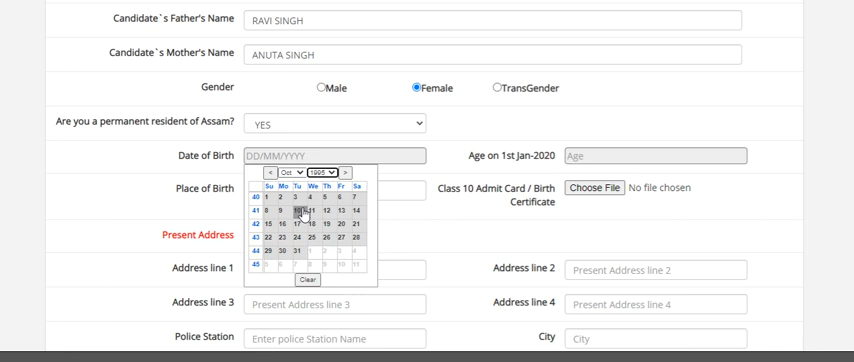 Candidate`s Father's Name RAVI SINGH
Candidate`s Mother's Name ANUTA SINGH
Gender Male Female TransGender
Are you a permanent resident of Assam? YES
Date of Birth DD/MM/YYYY Age on 1st Jan-2020 Age
< Oct 1995 >
Place of Birth Class 10 Admit Card / Birth Certificate Choose File No file chosen
Su Mo Tu We Th Fr Sa
40 1 2 3 4 5 6 7
41 8 9 10 11 12 13 14
42 15 16 17 18 19 20 21
43 22 23 24 25 26 27 28
44 29 30 31 1 2 3 4
45 5 6 7 8 9 10 11
Clear
Present Address
Address line 1 Address line 2 Present Address line 2
Address line 3 Present Address line 3 Address line 4 Present Address line 4
Police Station Enter police Station Name City City